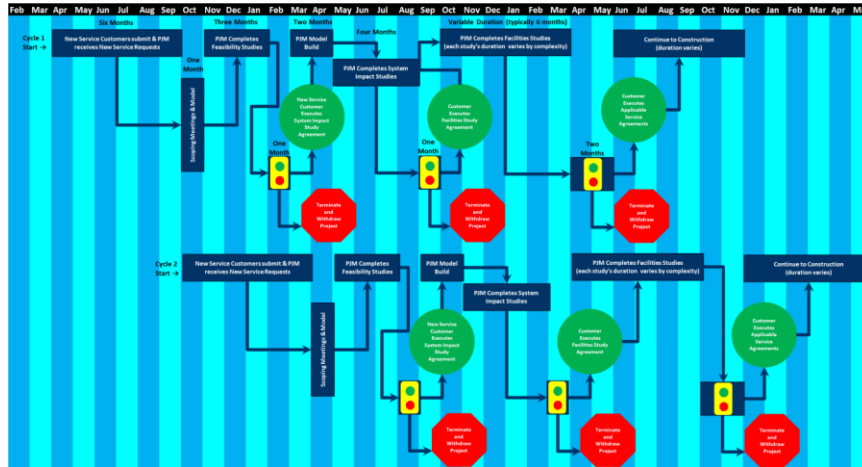 Feb Mar Apr May Jun Jul Aug Sep Oct Nov Dec Jan Feb Mar Apr May Jun Jul Aug Sep Oct Nov Dec Jan Feb Mar Apr May Jun Jul Aug Sep Oct Nov Dec Jan Feb Mar Apr M
Six Months
Three Months
Two Months
Four Months
Variable Duration (typically 6 months)
Cycle 1
Start →
New Service Customers submit & PJM
receives New Service Requests
One
Month
Scoping Meetings & Model
PJM Completes
Feasibility Studies
PJM Model
Build
PJM Completes System
Impact Studies
PJM Completes Facilities Studies
(each study's duration varies by complexity)
Continue to Construction
(duration varies)
New Service
Customer
Executes
System Impact
Study
Agreement
Customer
Executes
Facilities Study
Agreement
Customer
Executes
Applicable
Service
Agreements
One
Month
One
Month
Two
Months
Terminate
and
Withdraw
Project
Terminate
and
Withdraw
Project
Terminate
and
Withdraw
Project
Cycle 2
Start →
New Service Customers submit & PJM
receives New Service Requests
Scoping Meetings & Model
PJM Completes
Feasibility Studies
PJM Model
Build
PJM Completes System
Impact Studies
PJM Completes Facilities Studies
(each study's duration varies by complexity)
Continue to Construction
(duration varies)
New Service
Customer
Executes
System Impact
Study
Agreement
Customer
Executes
Facilities Study
Agreement
Customer
Executes
Applicable
Service
Agreements
Terminate
and
Withdraw
Project
Terminate
and
Withdraw
Project
Terminate
and
Withdraw
Project